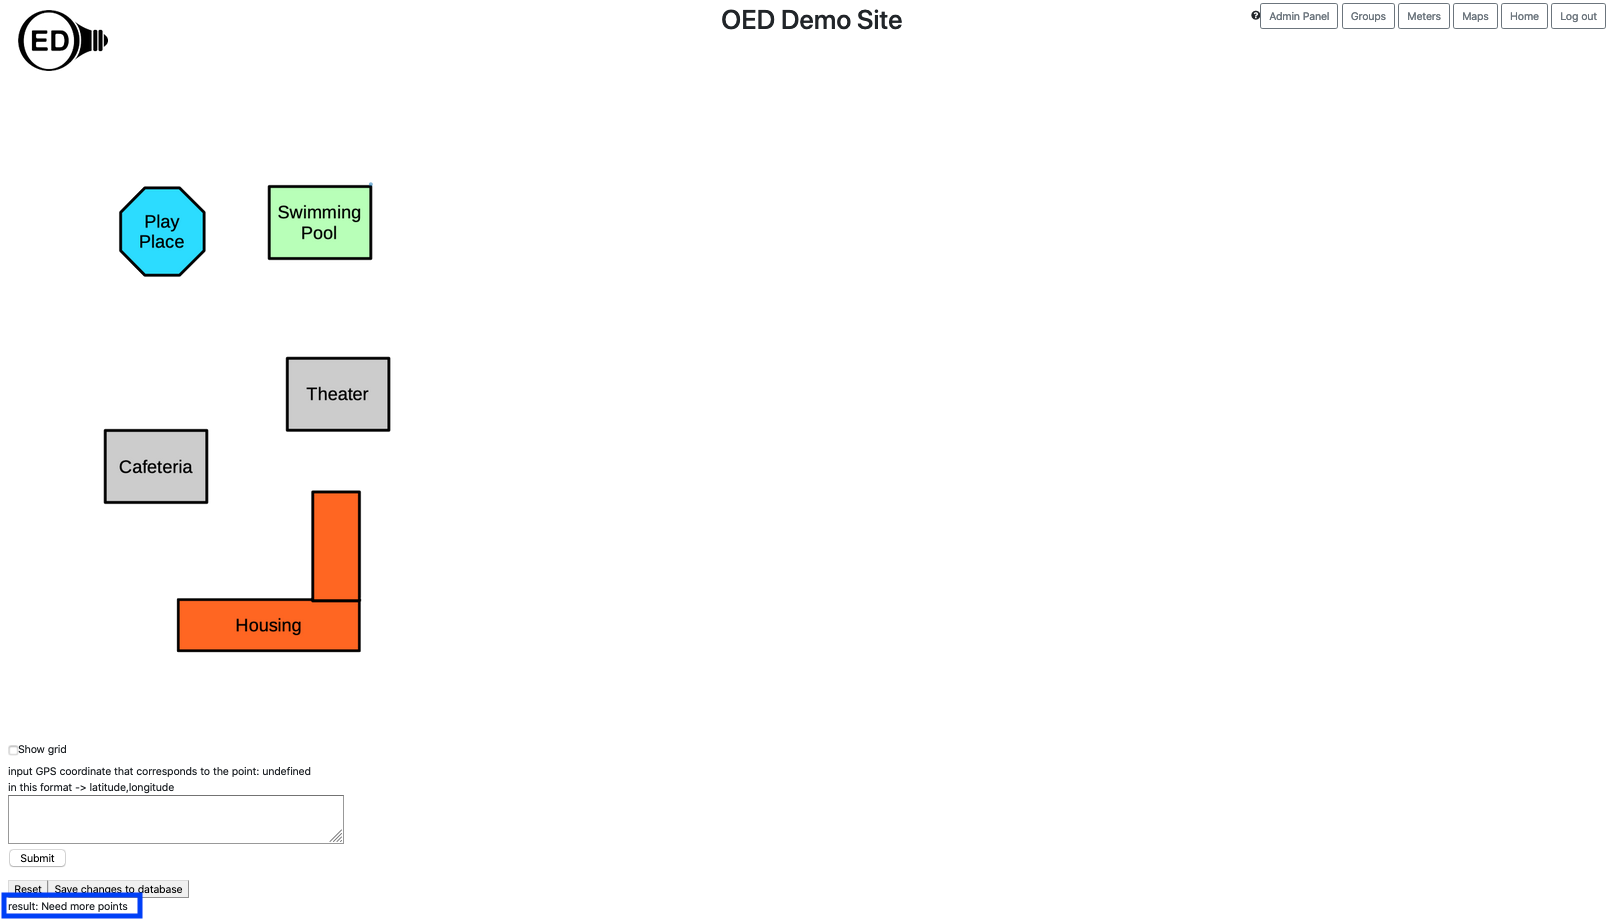 ED
OED Demo Site
Admin Panel
Groups
Meters
Maps
Home
Log out
Play
Place
Swimming
Pool
Theater
Cafeteria
Housing
Show grid
input GPS coordinate that corresponds to the point: undefined
in this format -> latitude,longitude
Submit
Reset
Save changes to database
result: Need more points